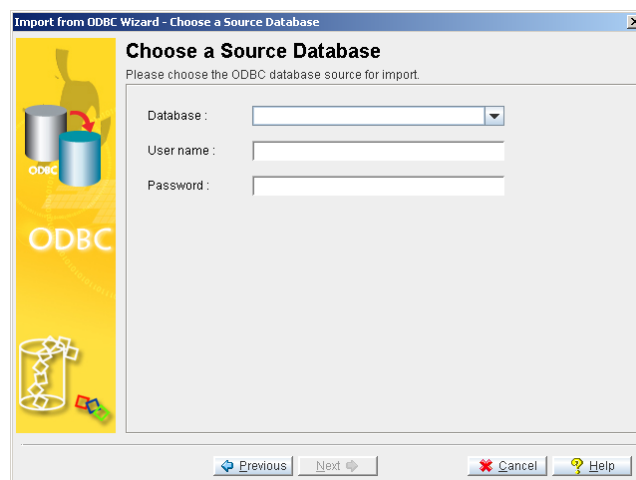 Import from ODBC Wizard - Choose a Source Database
Choose a Source Database
Please choose the ODBC database source for import.
Database :
User name :
Password :
ODBC
ODBC
Previous
Next
Cancel
Help